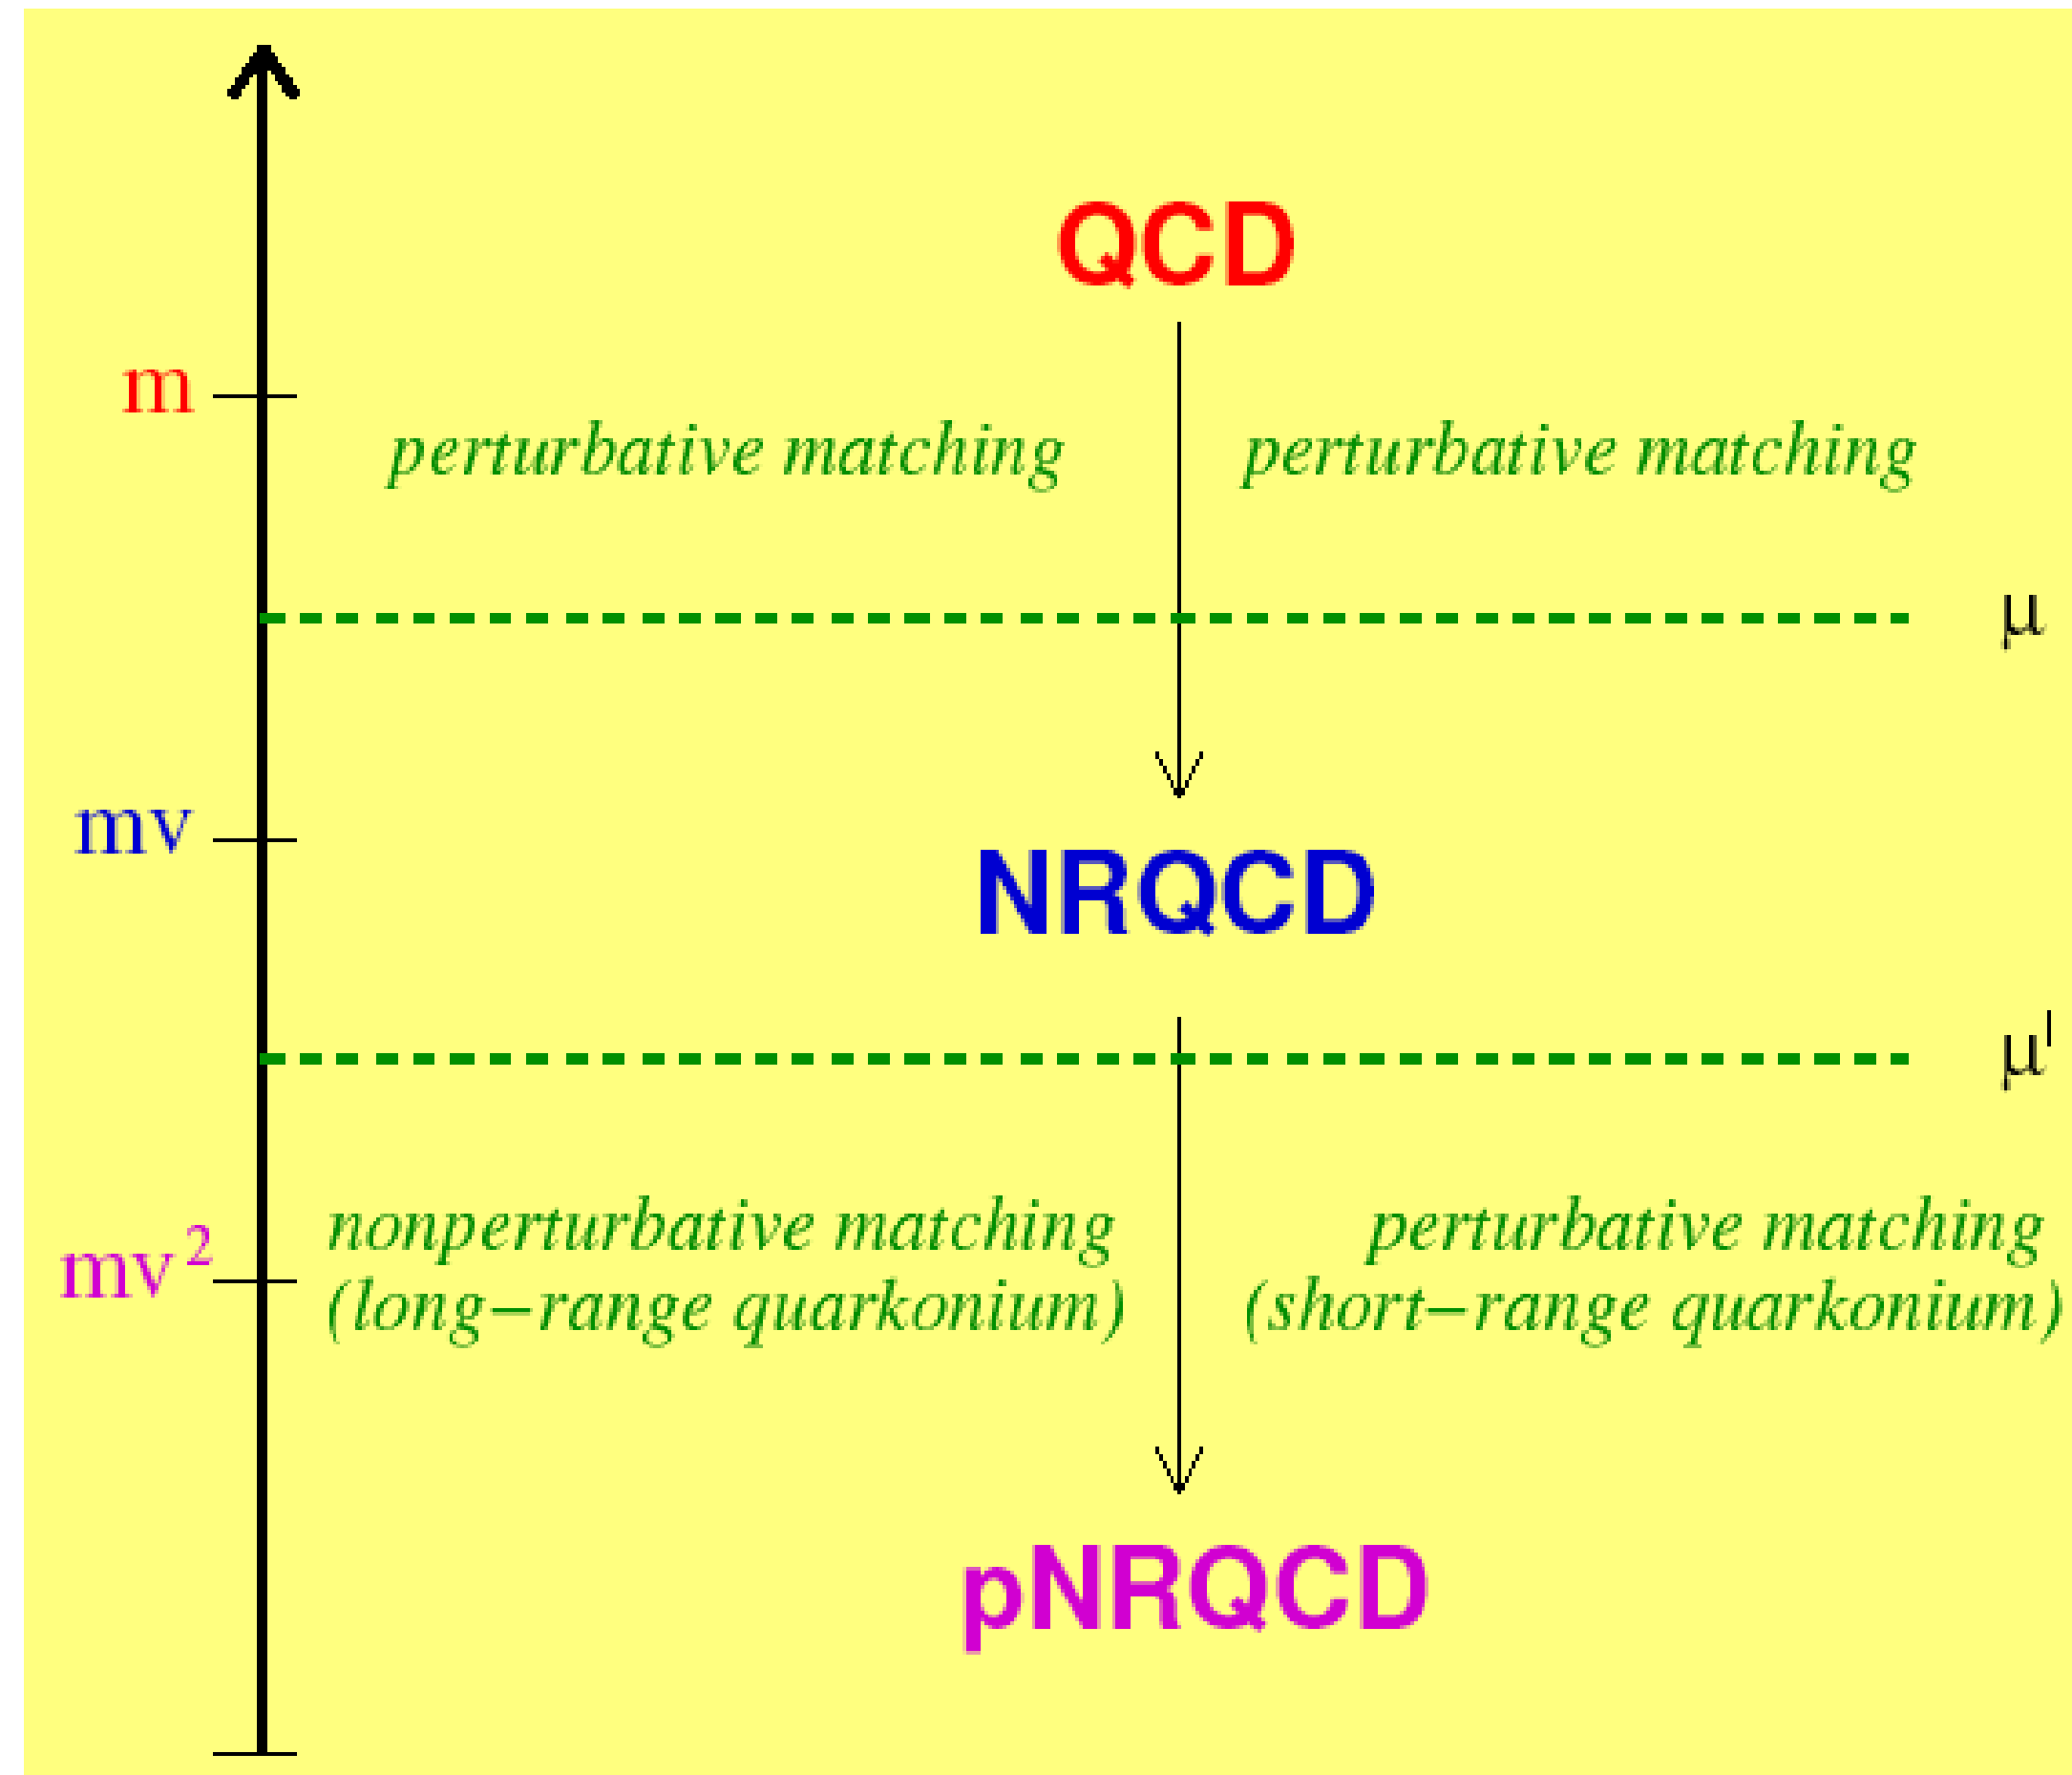 QCD
m
perturbative matching perturbative matching
μ
mv
NRQCD
μ'
nonperturbative matching perturbative matching
mv²
(long–range quarkonium) (short–range quarkonium)
pNRQCD